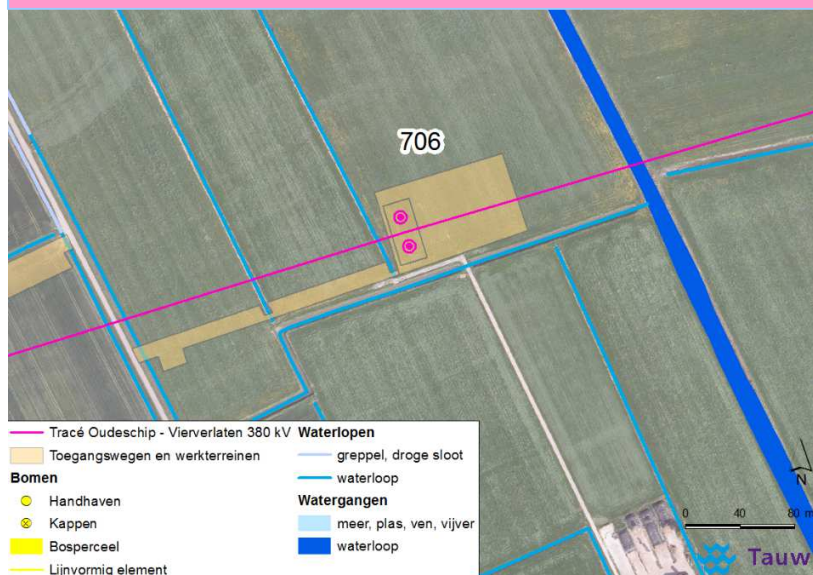 706
Tracé Oudeschip - Vierverlaten 380 kV
Toegangswegen en werkterreinen
Bomen
Handhaven
Kappen
Bosperceel
Lijnvormig element
Waterlopen
greppel, droge sloot
waterloop
Watergangen
meer, plas, ven, vijver
waterloop
N
0 40 80 m
Tauw